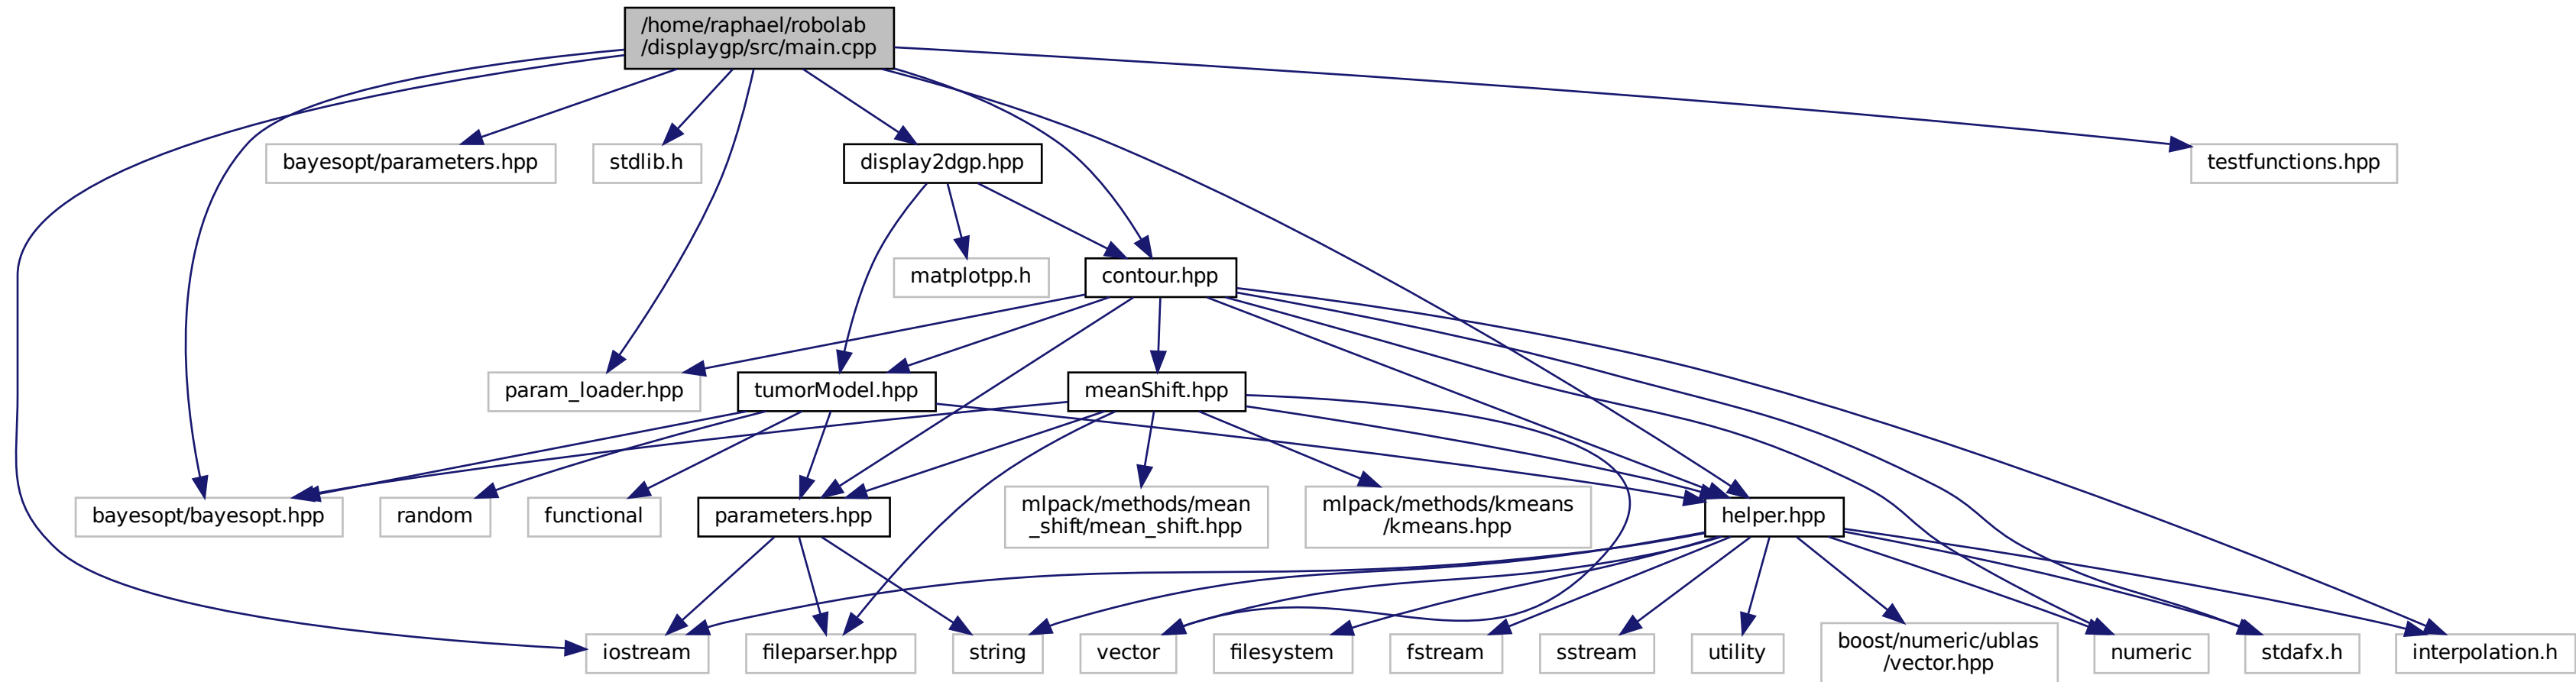 /home/raphael/robolab
/displaygp/src/main.cpp
bayesopt/parameters.hpp
stdlib.h
display2dgp.hpp
testfunctions.hpp
matplotpp.h
contour.hpp
param_loader.hpp
tumorModel.hpp
meanShift.hpp
bayesopt/bayesopt.hpp
random
functional
parameters.hpp
mlpack/methods/mean
_shift/mean_shift.hpp
mlpack/methods/kmeans
/kmeans.hpp
helper.hpp
iostream
fileparser.hpp
string
vector
filesystem
fstream
sstream
utility
boost/numeric/ublas
/vector.hpp
numeric
stdafx.h
interpolation.h